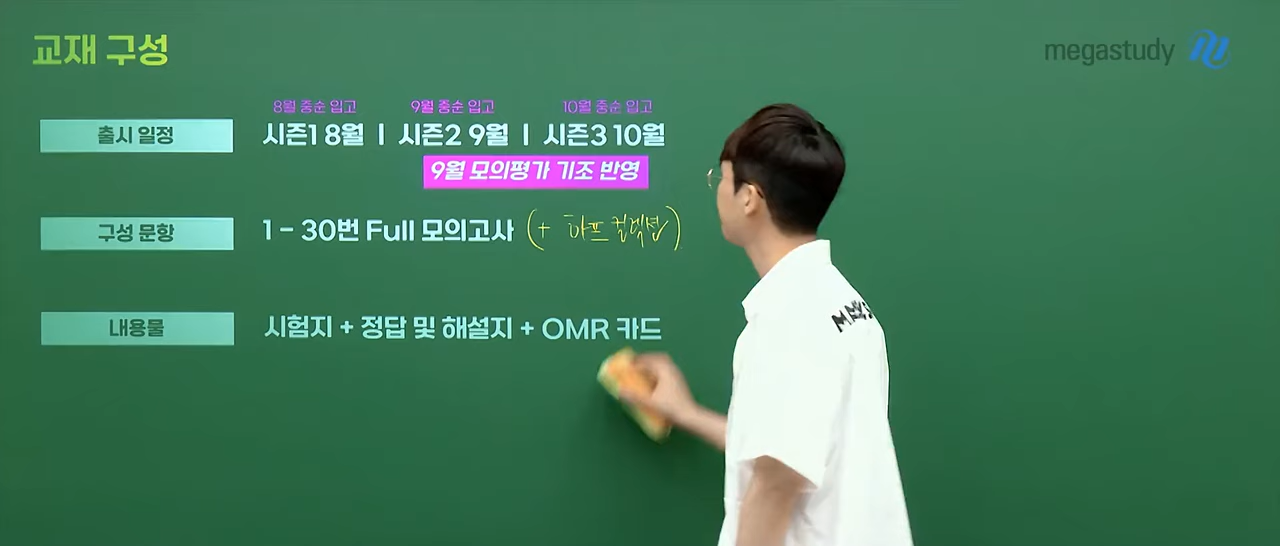 교재 구성
megastudy
8월 중순 입고 9월 중순 입고 10월 중순 입고
출시 일정 시즌1 8월 | 시즌2 9월 | 시즌3 10월
9월 모의평가 기조 반영
구성 문항 1 - 30번 Full 모의고사 (+ 하프 컬렉션)
내용물 시험지 + 정답 및 해설지 + OMR 카드